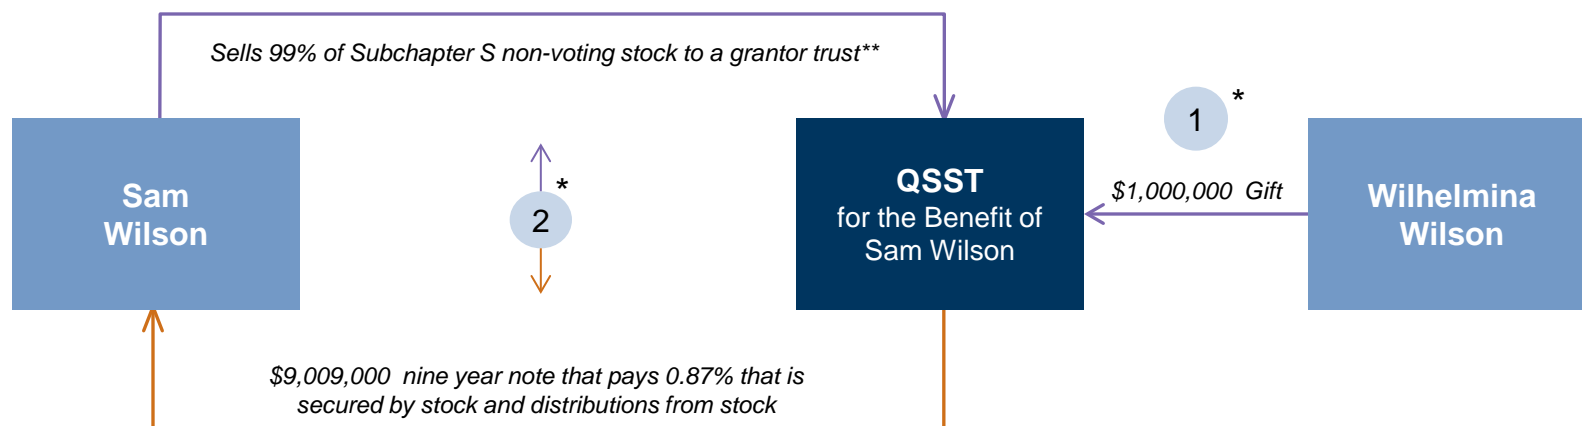 Sells 99% of Subchapter S non-voting stock to a grantor trust**
1 *
Sam
Wilson
2 *
QSST
for the Benefit of
Sam Wilson
$1,000,000 Gift
Wilhelmina
Wilson
$9,009,000 nine year note that pays 0.87% that is
secured by stock and distributions from stock